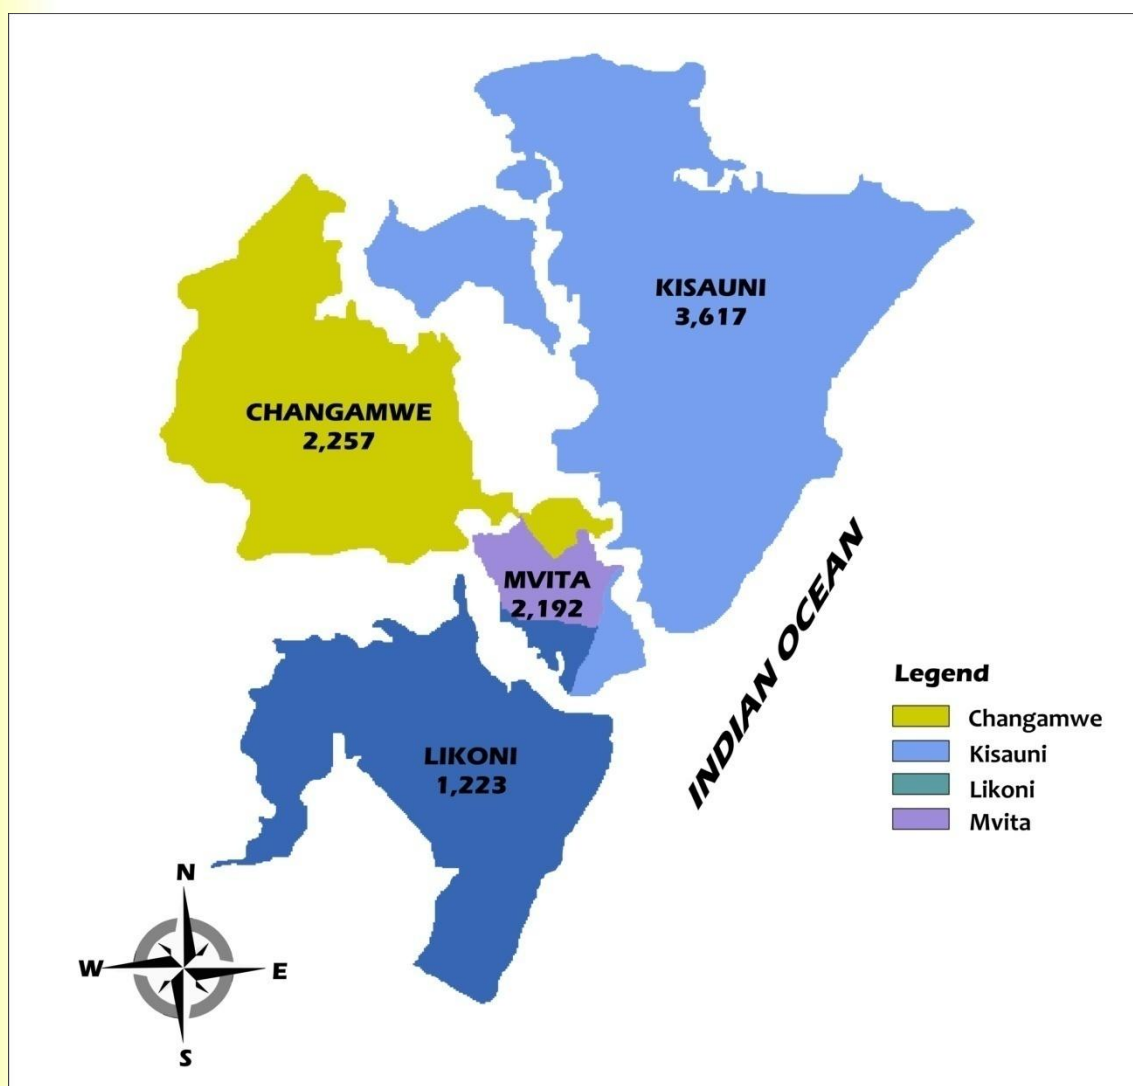 KISAUNI
3,617
CHANGAMWE
2,257
MVITA
2,192
INDIAN OCEAN
LIKONI
1,223
Legend
Changamwe
Kisauni
Likoni
Mvita
N
W
E
S